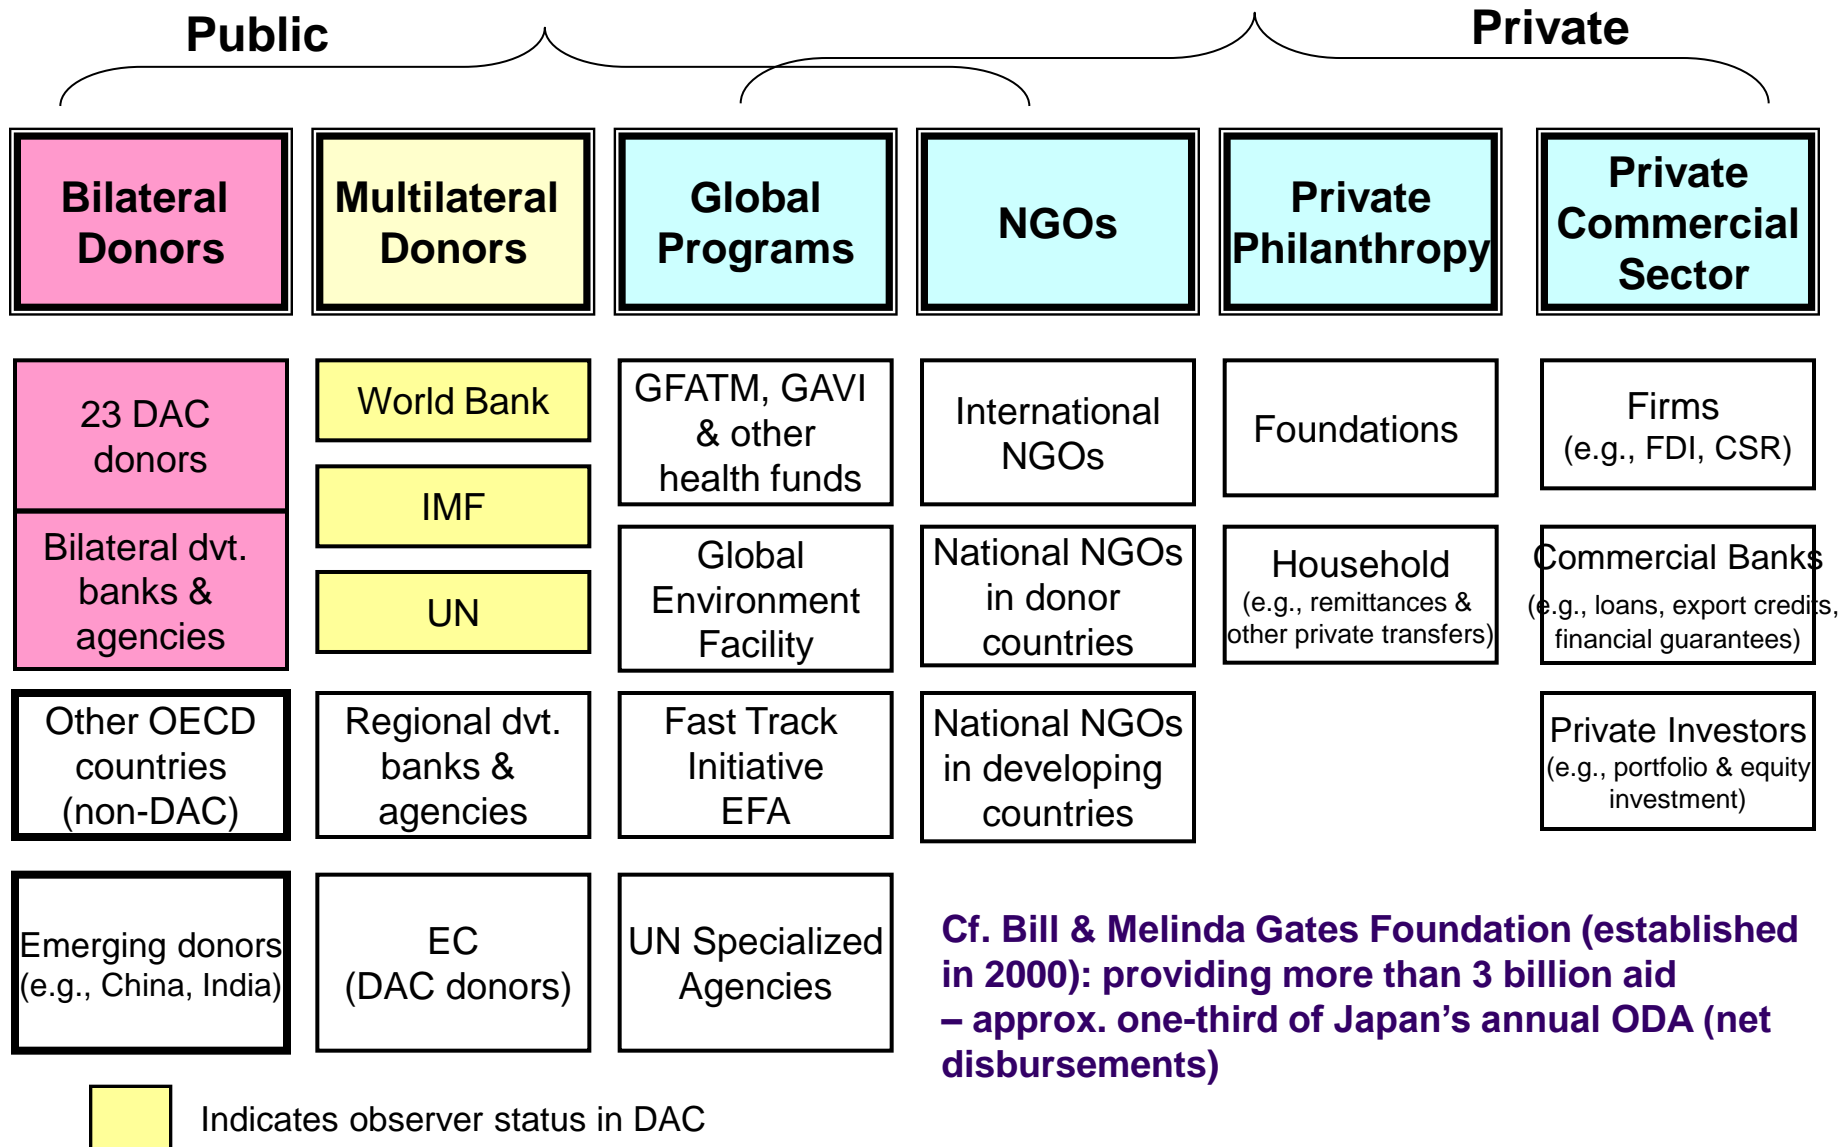 Public
Private
Bilateral
Donors
Multilateral
Donors
Global
Programs
NGOs
Private
Philanthropy
Private
Commercial
Sector
23 DAC
donors
Bilateral dvt.
banks &
agencies
Other OECD
countries
(non-DAC)
Emerging donors
(e.g., China, India)
World Bank
IMF
UN
Regional dvt.
banks &
agencies
EC
(DAC donors)
GFATM, GAVI
& other
health funds
Global
Environment
Facility
Fast Track
Initiative
EFA
UN Specialized
Agencies
International
NGOs
National NGOs
in donor
countries
National NGOs
in developing
countries
Foundations
Household
(e.g., remittances &
other private transfers)
Firms
(e.g., FDI, CSR)
Commercial Banks
(e.g., loans, export credits,
financial guarantees)
Private Investors
(e.g., portfolio & equity
investment)
Cf. Bill & Melinda Gates Foundation (established
in 2000): providing more than 3 billion aid
– approx. one-third of Japan’s annual ODA (net
disbursements)
Indicates observer status in DAC